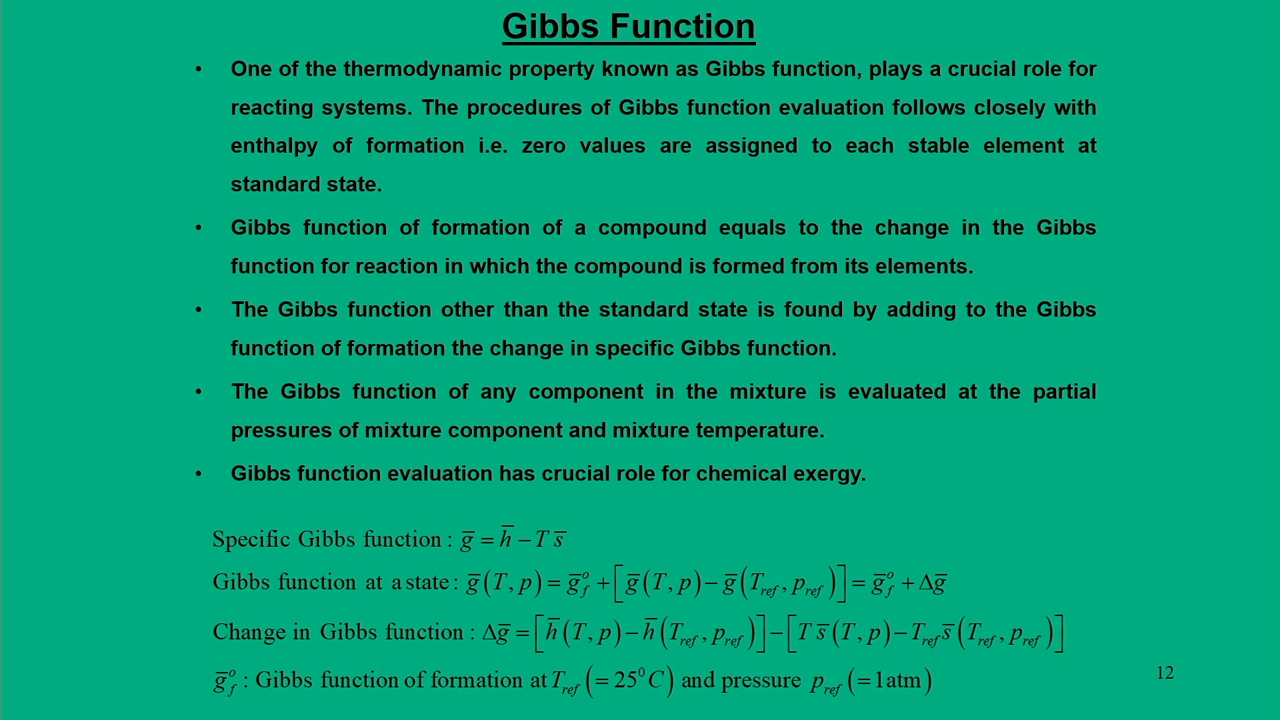 Gibbs Function
• One of the thermodynamic property known as Gibbs function, plays a crucial role for
reacting systems. The procedures of Gibbs function evaluation follows closely with
enthalpy of formation i.e. zero values are assigned to each stable element at
standard state.
• Gibbs function of formation of a compound equals to the change in the Gibbs
function for reaction in which the compound is formed from its elements.
• The Gibbs function other than the standard state is found by adding to the Gibbs
function of formation the change in specific Gibbs function.
• The Gibbs function of any component in the mixture is evaluated at the partial
pressures of mixture component and mixture temperature.
• Gibbs function evaluation has crucial role for chemical exergy.
Specific Gibbs function : g̅ = h̅ − T s̅
Gibbs function at a state : g̅ (T, p) = g̅_f^o + [g̅ (T, p) − g̅ (T_ref, p_ref)] = g̅_f^o + Δg̅
Change in Gibbs function : Δg̅ = [h̅ (T, p) − h̅ (T_ref, p_ref)] − [T s̅ (T, p) − T_ref s̅ (T_ref, p_ref)]
g̅_f^o : Gibbs function of formation at T_ref (= 25^0 C) and pressure p_ref (= 1atm)
12